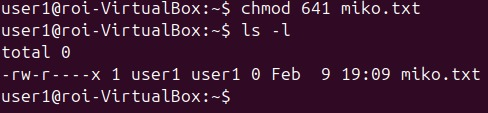 user1@roi-VirtualBox:~$ chmod 641 miko.txt
user1@roi-VirtualBox:~$ ls -l
total 0
-rw-r----x 1 user1 user1 0 Feb  9 19:09 miko.txt
user1@roi-VirtualBox:~$